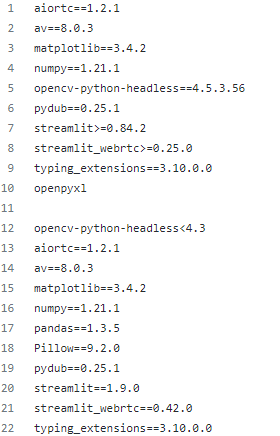 1 aiortc==1.2.1
2 av==8.0.3
3 matplotlib==3.4.2
4 numpy==1.21.1
5 opencv-python-headless==4.5.3.56
6 pydub==0.25.1
7 streamlit>=0.84.2
8 streamlit_webrtc>=0.25.0
9 typing_extensions==3.10.0.0
10 openpyxl
11
12 opencv-python-headless<4.3
13 aiortc==1.2.1
14 av==8.0.3
15 matplotlib==3.4.2
16 numpy==1.21.1
17 pandas==1.3.5
18 Pillow==9.2.0
19 pydub==0.25.1
20 streamlit==1.9.0
21 streamlit_webrtc==0.42.0
22 typing_extensions==3.10.0.0